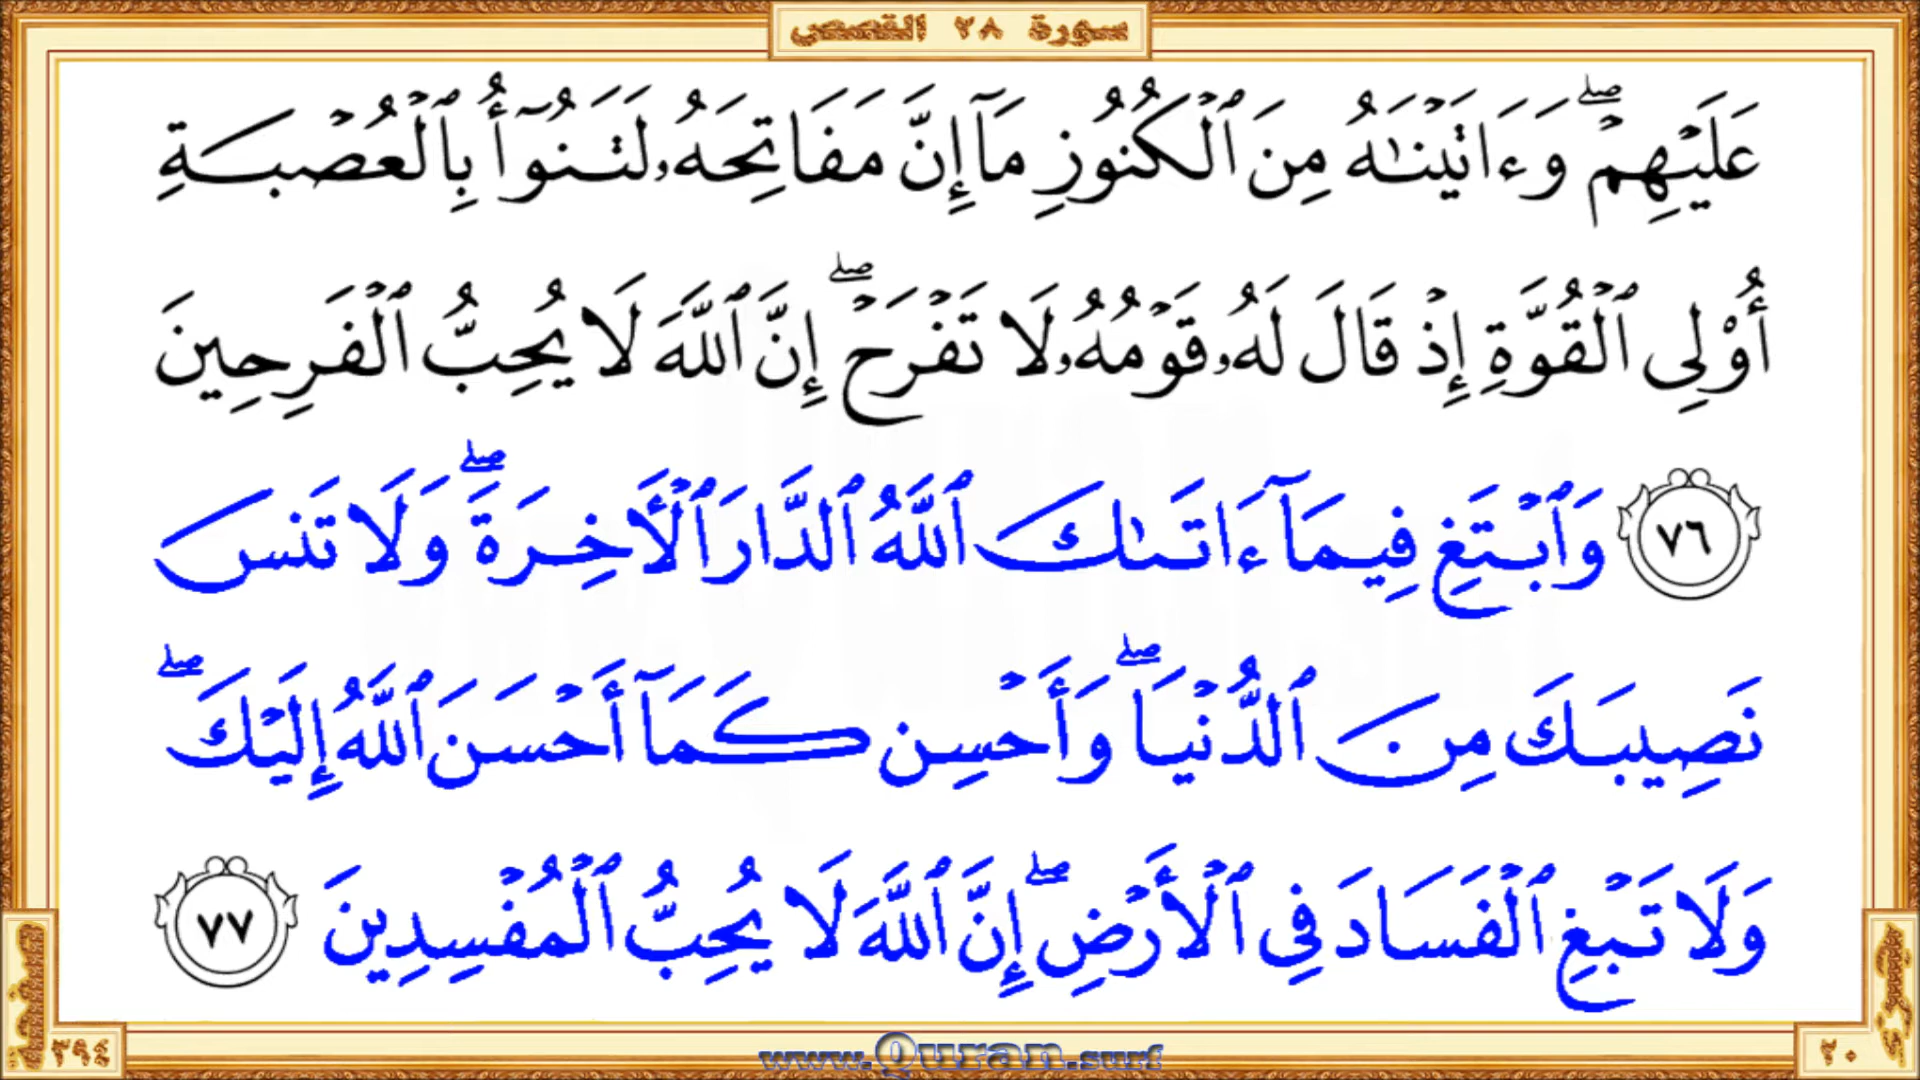 سورة ٢٨ القصص
عَلَيْهِمْ ۖ وَءَاتَيْنَٰهُ مِنَ ٱلْكُنُوزِ مَآ إِنَّ مَفَاتِحَهُۥ لَتَنُوٓأُ بِٱلْعُصْبَةِ
أُو۟لِى ٱلْقُوَّةِ إِذْ قَالَ لَهُۥ قَوْمُهُۥ لَا تَفْرَحْ ۖ إِنَّ ٱللَّهَ لَا يُحِبُّ ٱلْفَرِحِينَ
٧٦ وَٱبْتَغِ فِيمَآ ءَاتَىٰكَ ٱللَّهُ ٱلدَّارَ ٱلْأَخِرَةَ ۖ وَلَا تَنسَ
نَصِيبَكَ مِنَ ٱلدُّنْيَا ۖ وَأَحْسِن كَمَآ أَحْسَنَ ٱللَّهُ إِلَيْكَ ۖ
وَلَا تَبْغِ ٱلْفَسَادَ فِى ٱلْأَرْضِ ۖ إِنَّ ٱللَّهَ لَا يُحِبُّ ٱلْمُفْسِدِينَ ٧٧
٢٠
www.Quran.surf
٣٩٤